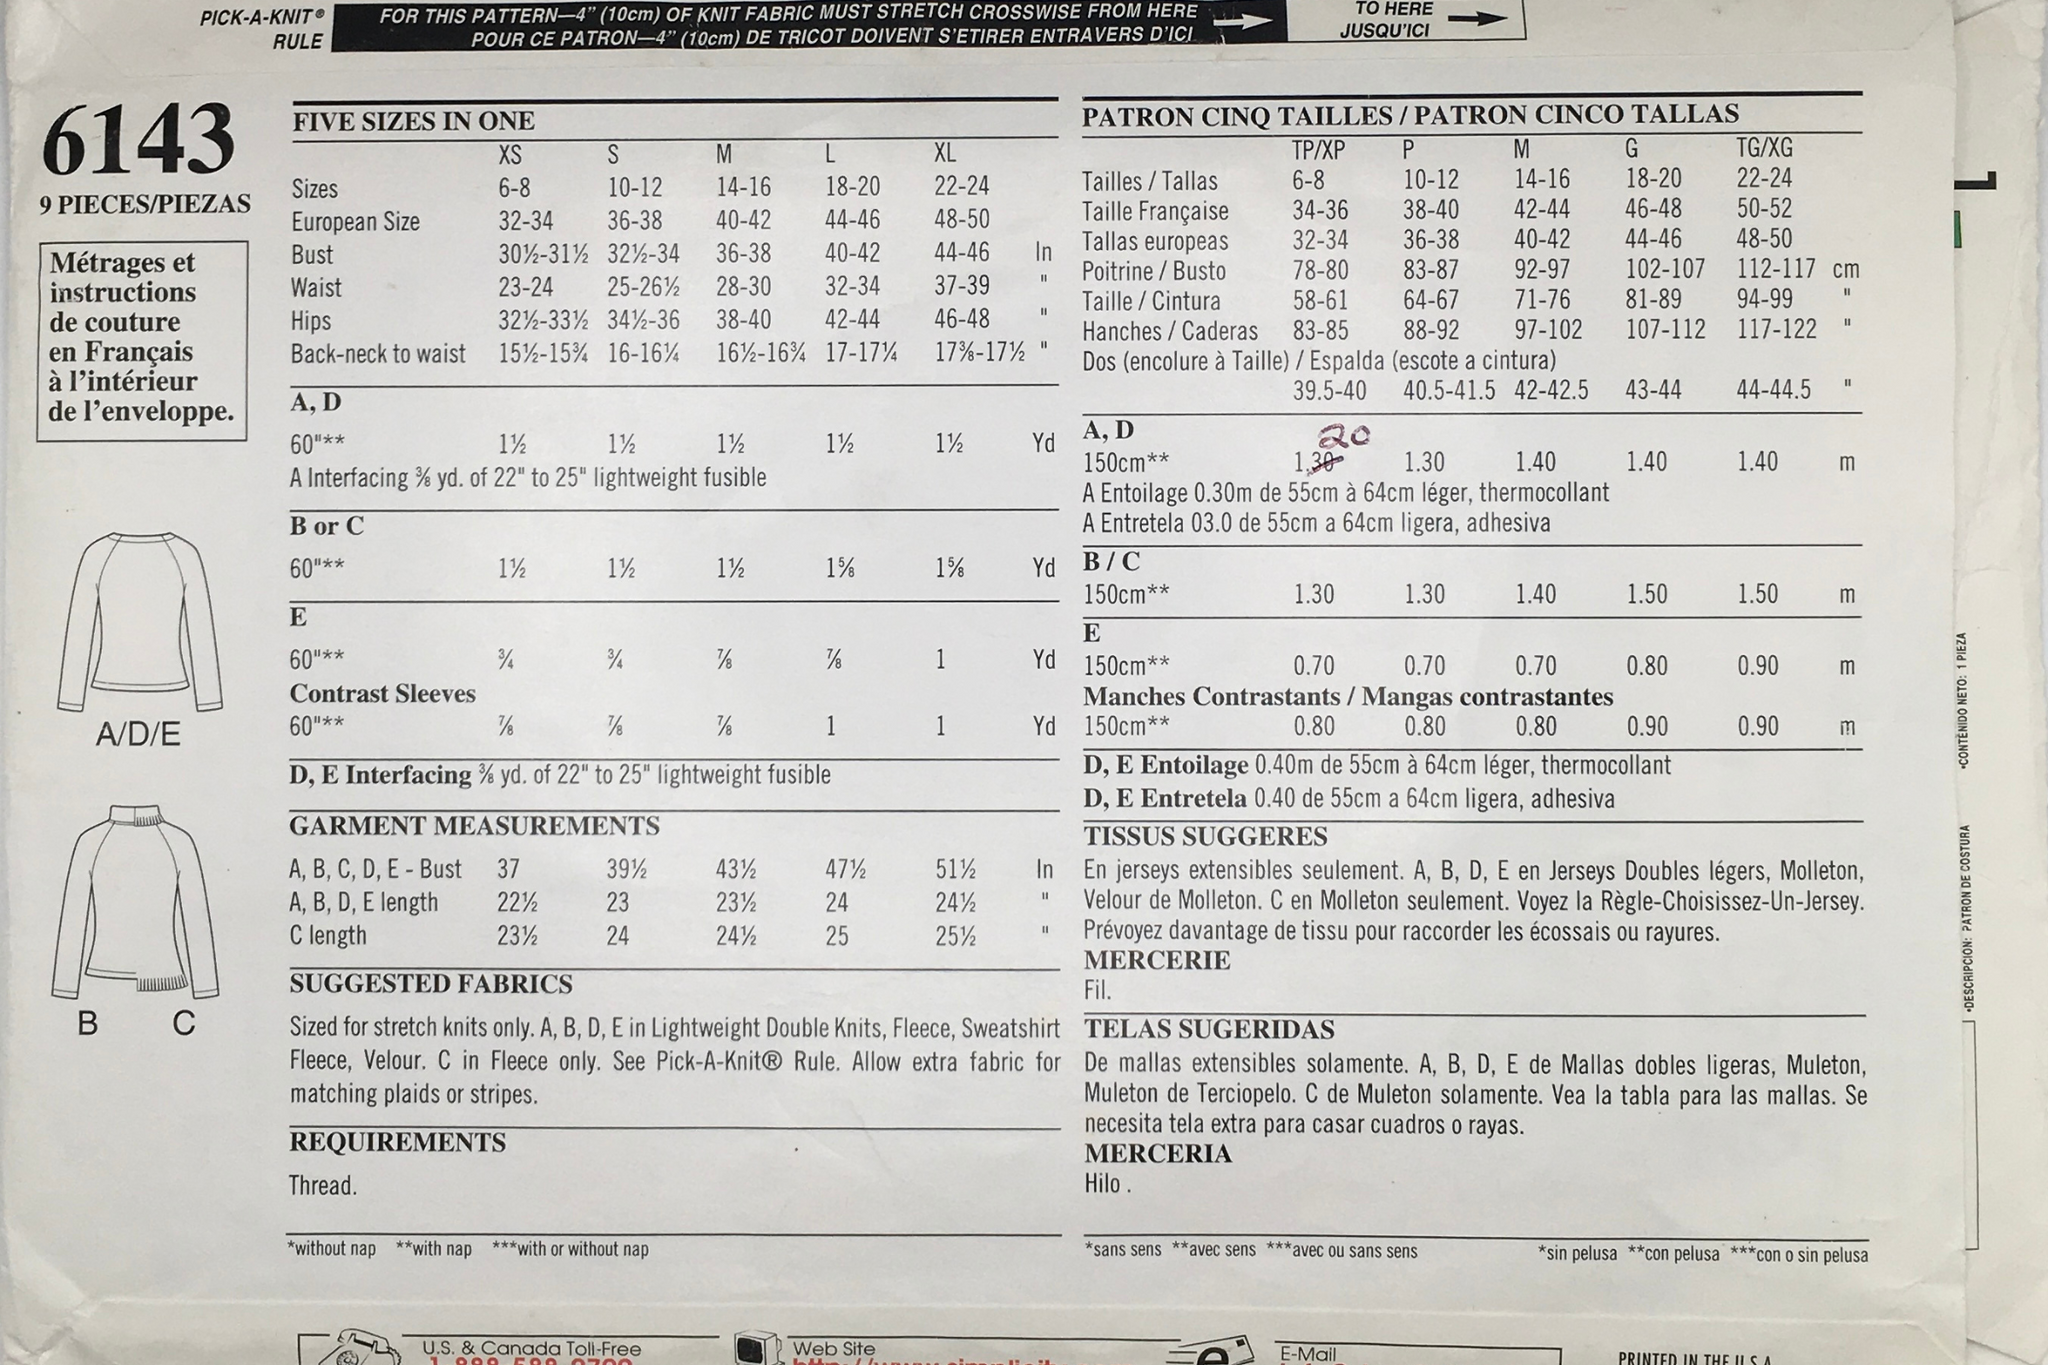 PICK-A-KNIT® RULE
FOR THIS PATTERN—4" (10cm) OF KNIT FABRIC MUST STRETCH CROSSWISE FROM HERE
POUR CE PATRON—4" (10cm) DE TRICOT DOIVENT S'ETIRER ENTRAVERS D'ICI
TO HERE
JUSQU'ICI
6143
9 PIECES/PIEZAS
Métrages et
instructions
de couture
en Français
à l'intérieur
de l'enveloppe.
A/D/E
B C
FIVE SIZES IN ONE
XS S M L XL
Sizes 6-8 10-12 14-16 18-20 22-24
European Size 32-34 36-38 40-42 44-46 48-50
Bust 30½-31½ 32½-34 36-38 40-42 44-46 In
Waist 23-24 25-26½ 28-30 32-34 37-39 "
Hips 32½-33½ 34½-36 38-40 42-44 46-48 "
Back-neck to waist 15½-15¾ 16-16¼ 16½-16¾ 17-17¼ 17⅜-17½ "
A, D
60"** 1½ 1½ 1½ 1½ 1½ Yd
A Interfacing ⅜ yd. of 22" to 25" lightweight fusible
B or C
60"** 1½ 1½ 1½ 1⅝ 1⅝ Yd
E
60"** ¾ ¾ ⅞ ⅞ 1 Yd
Contrast Sleeves
60"** ⅞ ⅞ ⅞ 1 1 Yd
D, E Interfacing ⅜ yd. of 22" to 25" lightweight fusible
GARMENT MEASUREMENTS
A, B, C, D, E - Bust 37 39½ 43½ 47½ 51½ In
A, B, D, E length 22½ 23 23½ 24 24½ "
C length 23½ 24 24½ 25 25½ "
SUGGESTED FABRICS
Sized for stretch knits only. A, B, D, E in Lightweight Double Knits, Fleece, Sweatshirt
Fleece, Velour. C in Fleece only. See Pick-A-Knit® Rule. Allow extra fabric for
matching plaids or stripes.
REQUIREMENTS
Thread.
*without nap **with nap ***with or without nap
PATRON CINQ TAILLES / PATRON CINCO TALLAS
TP/XP P M G TG/XG
Tailles / Tallas 6-8 10-12 14-16 18-20 22-24
Taille Française 34-36 38-40 42-44 46-48 50-52
Tallas europeas 32-34 36-38 40-42 44-46 48-50
Poitrine / Busto 78-80 83-87 92-97 102-107 112-117 cm
Taille / Cintura 58-61 64-67 71-76 81-89 94-99 "
Hanches / Caderas 83-85 88-92 97-102 107-112 117-122 "
Dos (encolure à Taille) / Espalda (escote a cintura)
39.5-40 40.5-41.5 42-42.5 43-44 44-44.5 "
A, D
20
150cm** 1.30 1.30 1.40 1.40 1.40 m
A Entoilage 0.30m de 55cm à 64cm léger, thermocollant
A Entretela 03.0 de 55cm a 64cm ligera, adhesiva
B / C
150cm** 1.30 1.30 1.40 1.50 1.50 m
E
150cm** 0.70 0.70 0.70 0.80 0.90 m
Manches Contrastants / Mangas contrastantes
150cm** 0.80 0.80 0.80 0.90 0.90 m
D, E Entoilage 0.40m de 55cm à 64cm léger, thermocollant
D, E Entretela 0.40 de 55cm a 64cm ligera, adhesiva
TISSUS SUGGERES
En jerseys extensibles seulement. A, B, D, E en Jerseys Doubles légers, Molleton,
Velour de Molleton. C en Molleton seulement. Voyez la Règle-Choisissez-Un-Jersey.
Prévoyez davantage de tissu pour raccorder les écossais ou rayures.
MERCERIE
Fil.
TELAS SUGERIDAS
De mallas extensibles solamente. A, B, D, E de Mallas dobles ligeras, Muleton,
Muleton de Terciopelo. C de Muleton solamente. Vea la tabla para las mallas. Se
necesita tela extra para casar cuadros o rayas.
MERCERIA
Hilo .
*sans sens **avec sens ***avec ou sans sens
*sin pelusa **con pelusa ***con o sin pelusa
•DESCRIPCION: PATRON DE COSTURA •CONTENIDO NETO: 1 PIEZA
U.S. & Canada Toll-Free
Web Site
E-Mail
PRINTED IN THE U.S.A.